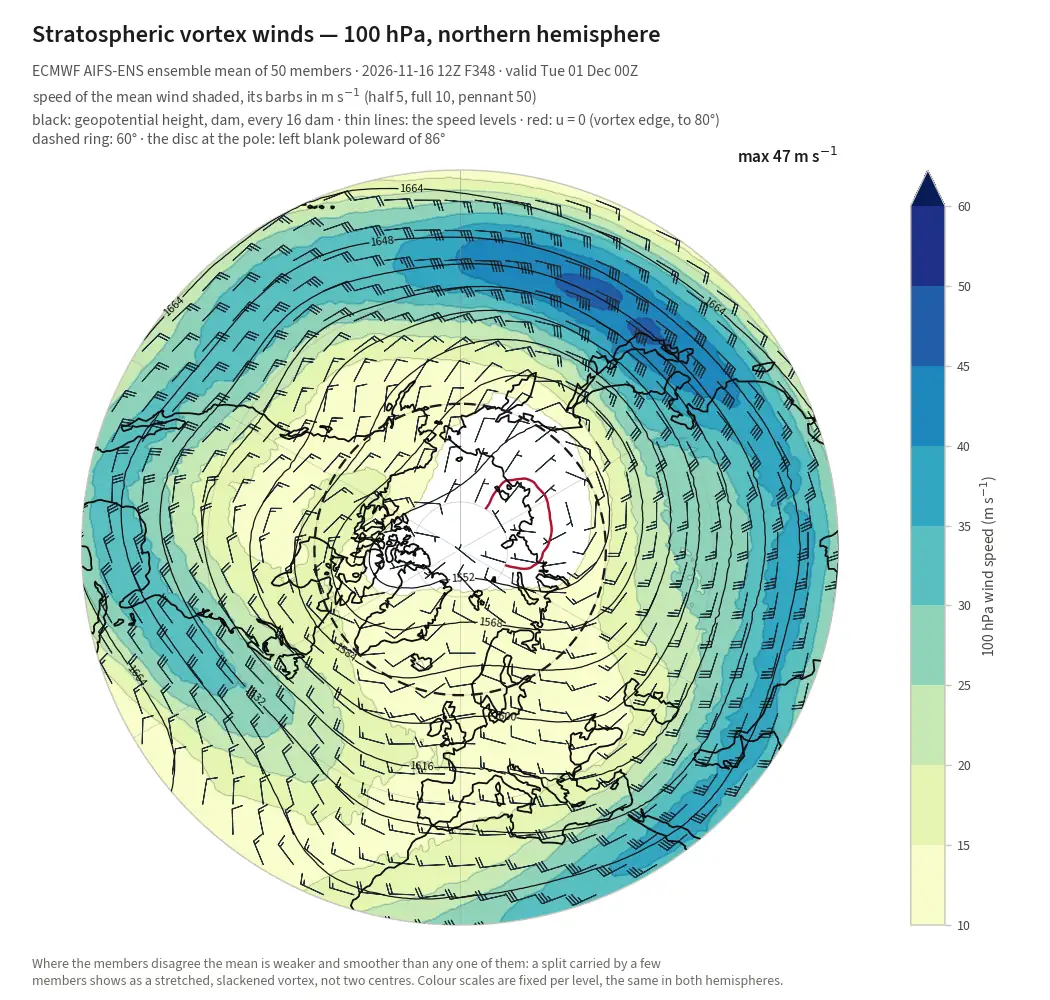 Stratospheric vortex winds — 100 hPa, northern hemisphere
ECMWF AIFS-ENS ensemble mean of 50 members · 2026-11-16 12Z F348 · valid Tue 01 Dec 00Z
speed of the mean wind shaded, its barbs in m s⁻¹ (half 5, full 10, pennant 50)
black: geopotential height, dam, every 16 dam · thin lines: the speed levels · red: u = 0 (vortex edge, to 80°)
dashed ring: 60° · the disc at the pole: left blank poleward of 86°
max 47 m s⁻¹
1664
1648
1664
1664
1552
1568
1584
1664
1632
1600
1616
60
50
45
40
35
30
25
20
15
10
100 hPa wind speed (m s⁻¹)
Where the members disagree the mean is weaker and smoother than any one of them: a split carried by a few
members shows as a stretched, slackened vortex, not two centres. Colour scales are fixed per level, the same in both hemispheres.